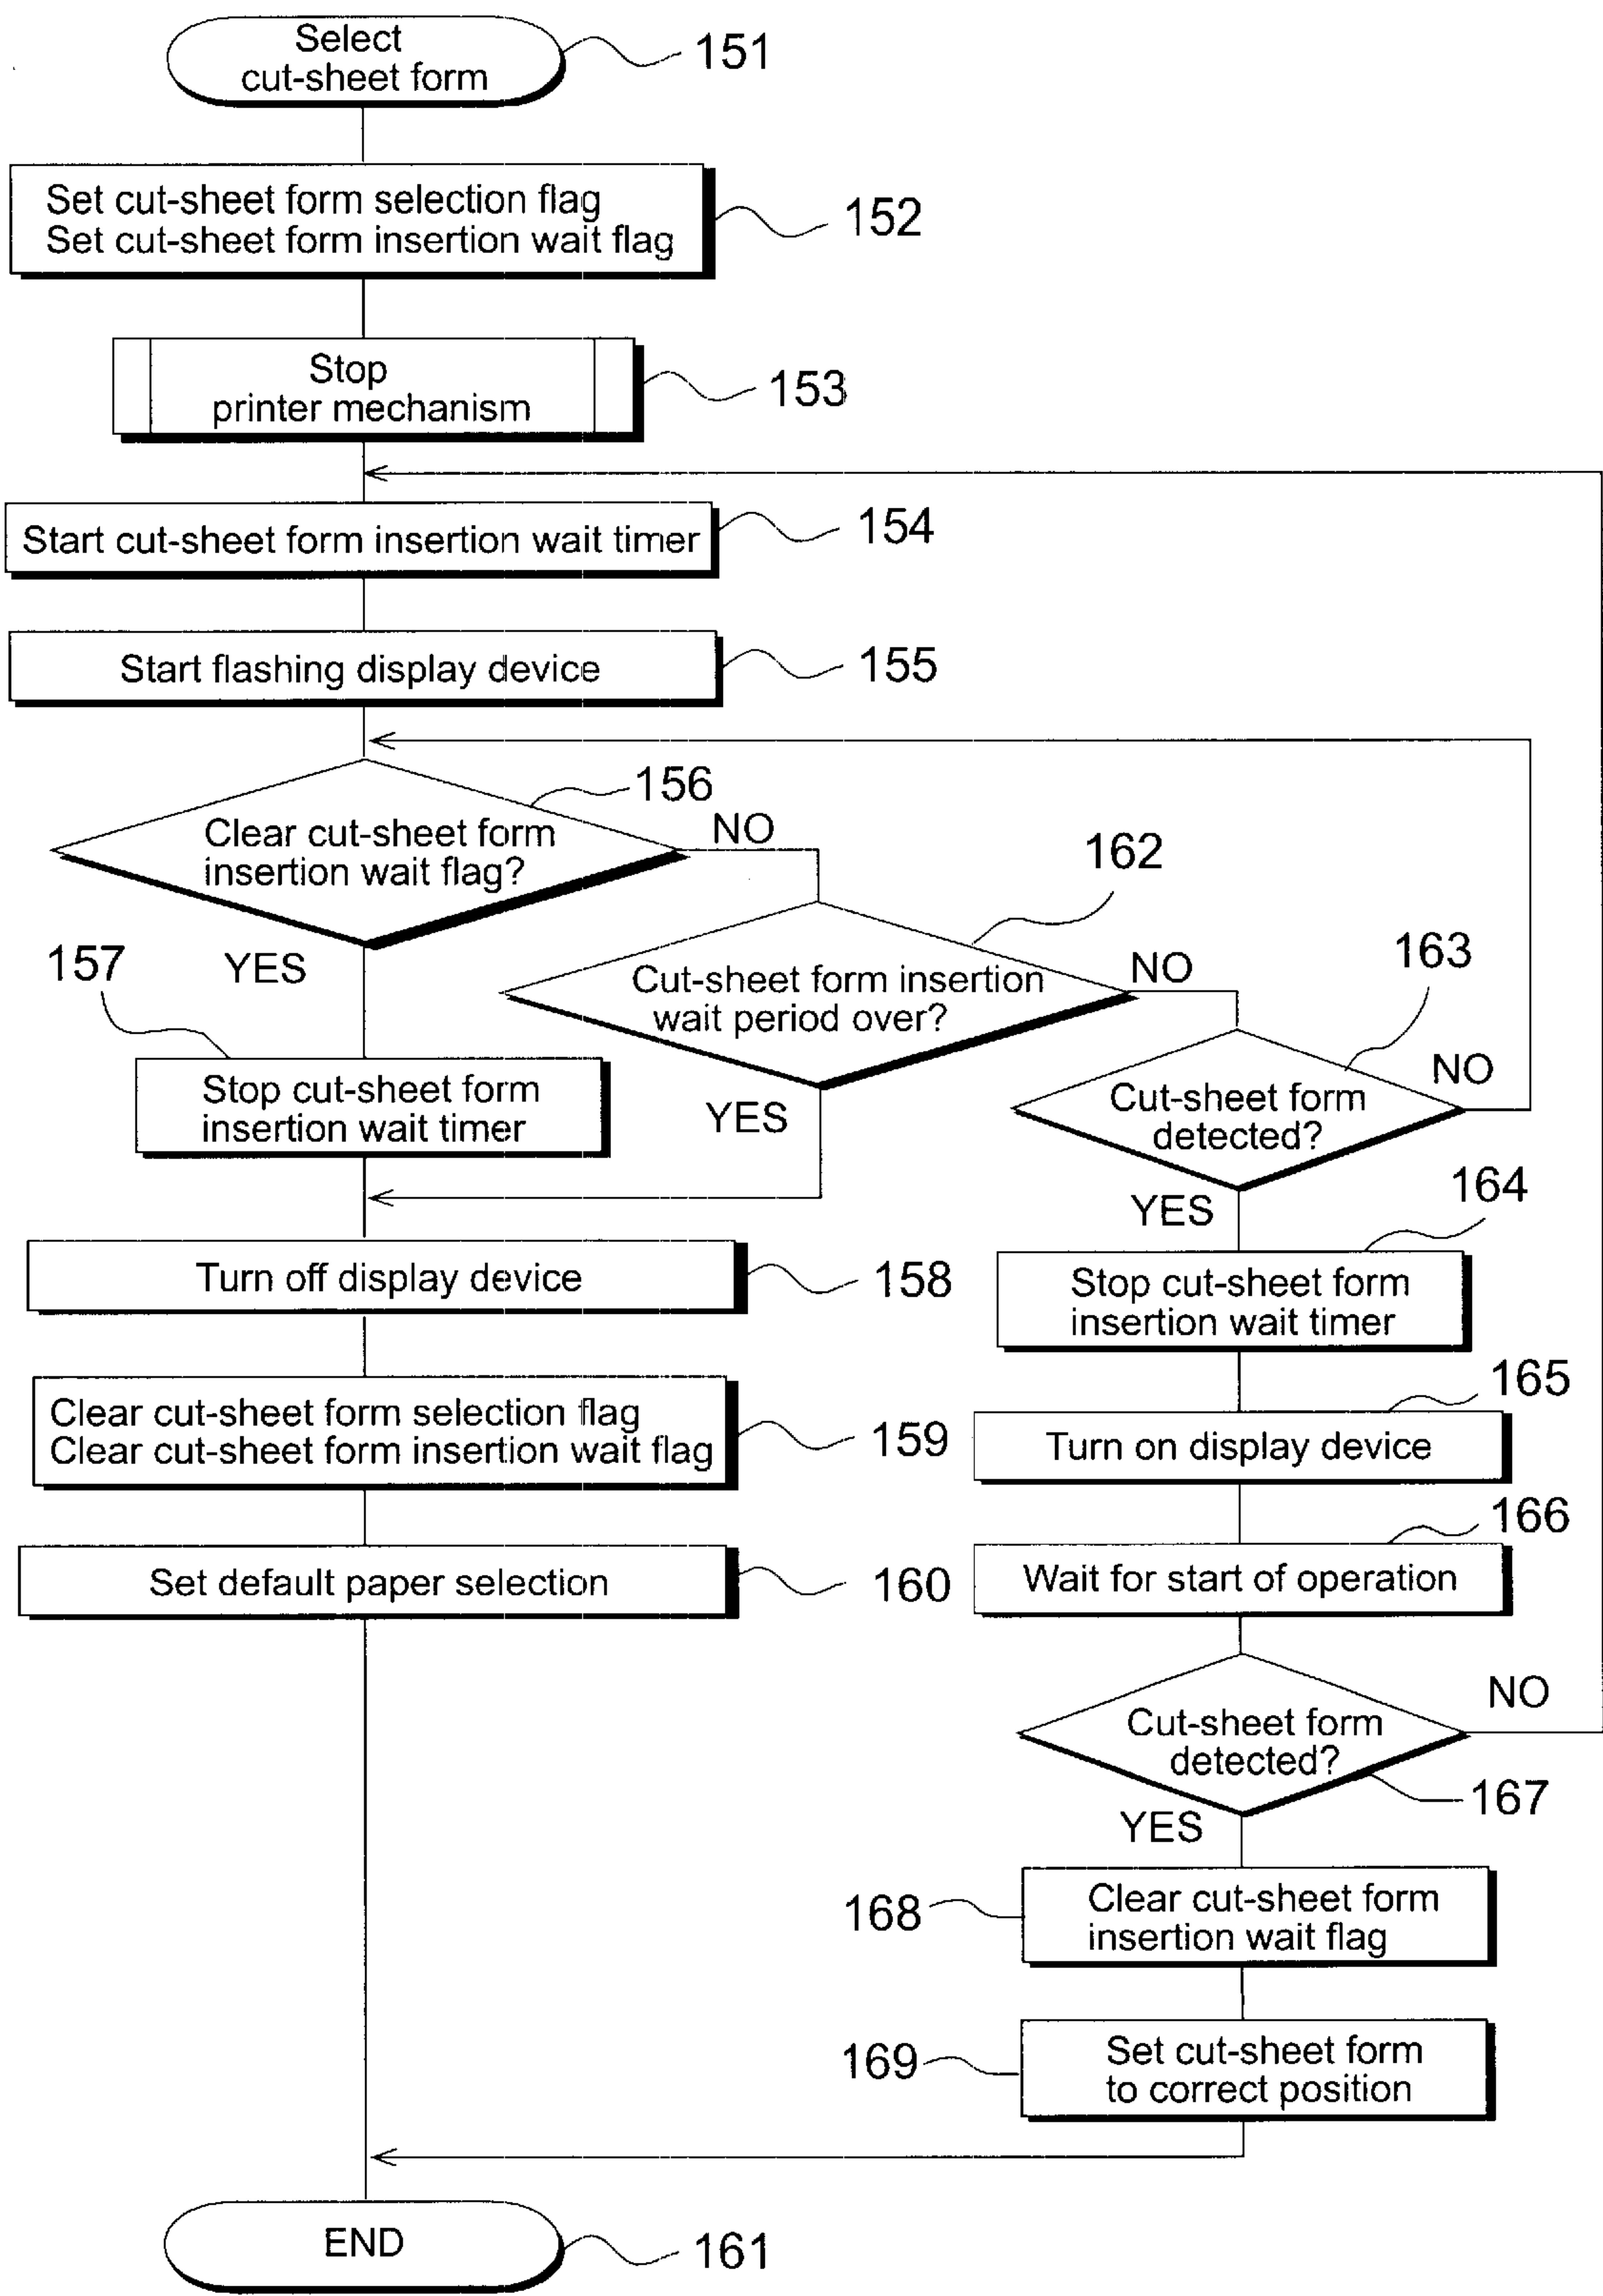 Select
cut-sheet form
151
Set cut-sheet form selection flag
Set cut-sheet form insertion wait flag
152
Stop
printer mechanism
153
Start cut-sheet form insertion wait timer
154
Start flashing display device
155
156
Clear cut-sheet form
insertion wait flag?
NO
YES
162
Cut-sheet form insertion
wait period over?
NO
YES
163
Cut-sheet form
detected?
NO
YES
157
Stop cut-sheet form
insertion wait timer
164
Stop cut-sheet form
insertion wait timer
Turn off display device
158
165
Turn on display device
Clear cut-sheet form selection flag
Clear cut-sheet form insertion wait flag
159
166
Wait for start of operation
Set default paper selection
160
Cut-sheet form
detected?
NO
167
YES
168
Clear cut-sheet form
insertion wait flag
169
Set cut-sheet form
to correct position
END
161